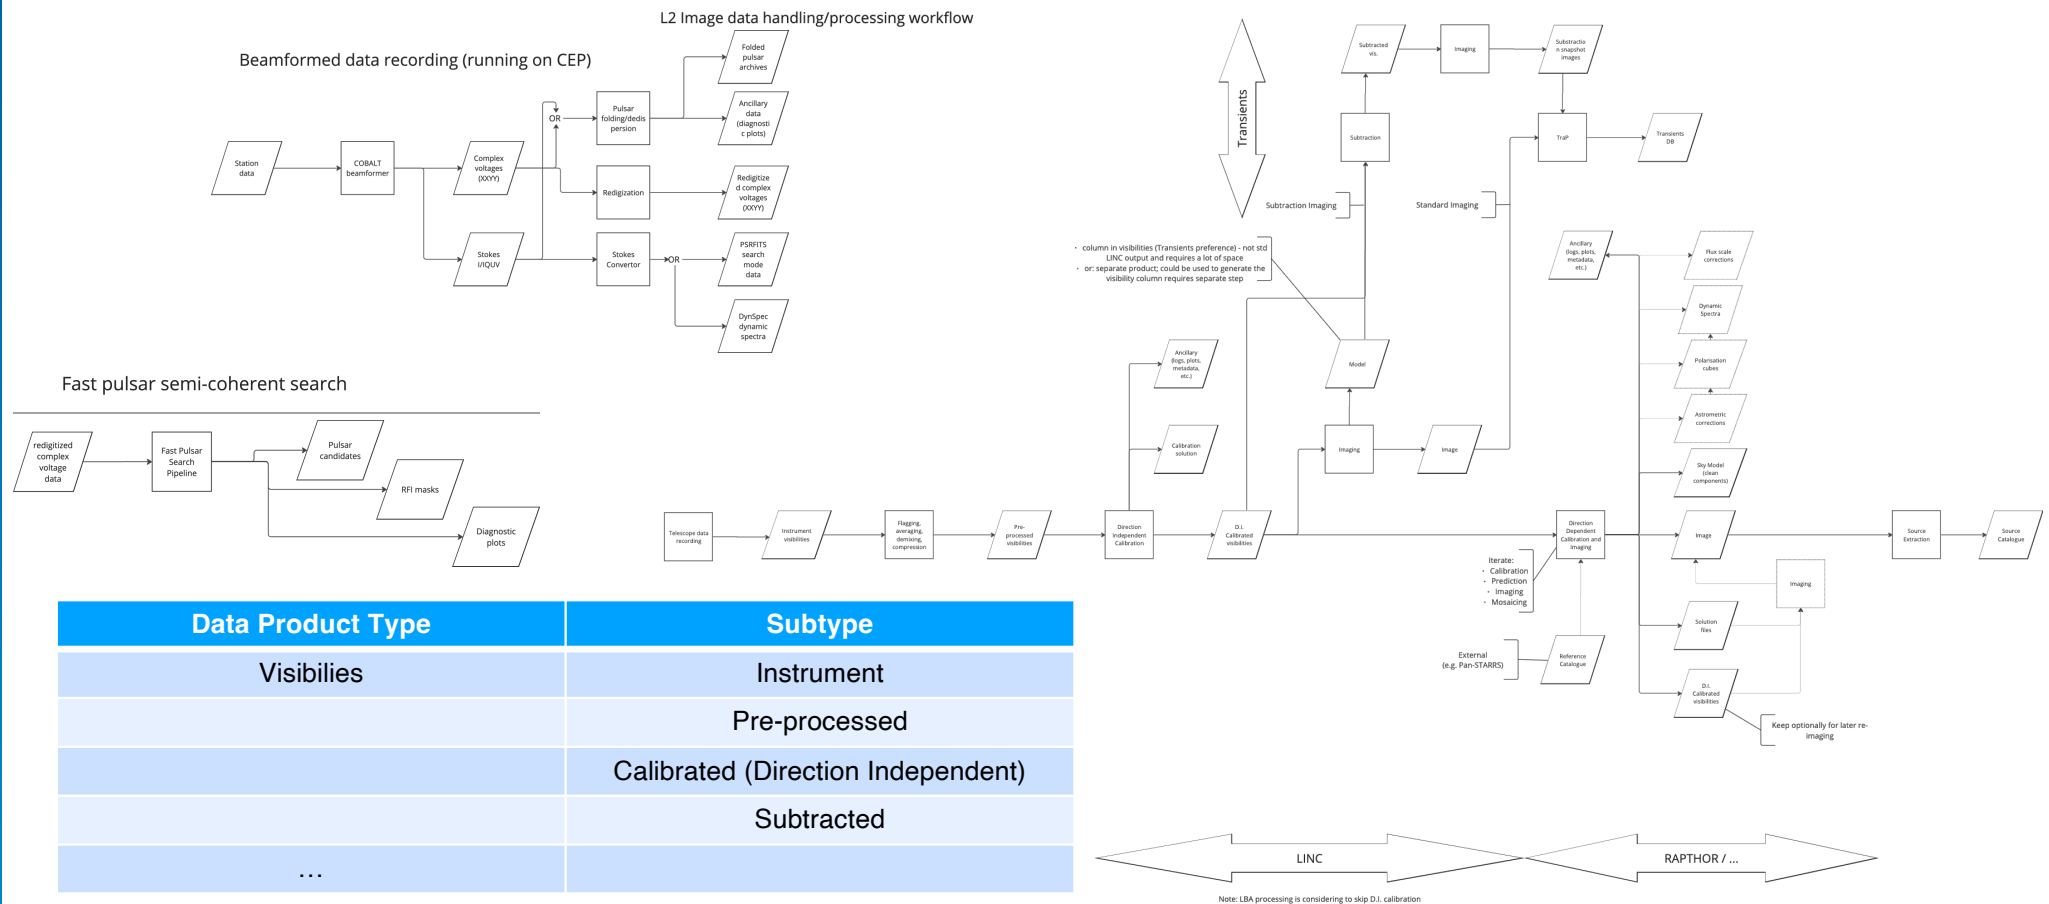 L2 Image data handling/processing workflow
Beamformed data recording (running on CEP)
Station
data
COBALT
beamformer
Complex
voltages
(XXYY)
Stokes
I/IQUV
OR
Pulsar
folding/dedis
persion
Redigization
Stokes
Convertor
OR
Folded
pulsar
archives
Ancillary
data
(diagnosti
c plots)
Redigitize
d complex
voltages
(XXYY)
PSRFITS
search
mode
data
DynSpec
dynamic
spectra
Fast pulsar semi-coherent search
redigitized
complex
voltage
data
Fast Pulsar
Search
Pipeline
Pulsar
candidates
RFI masks
Diagnostic
plots
Transients
Subtracted
vis.
Imaging
Substractio
n snapshot
images
Subtraction
TraP
Transients
DB
Subtraction Imaging
Standard Imaging
· column in visibilities (Transients preference) - not std
LINC output and requires a lot of space
· or: separate product; could be used to generate the
visibility column requires separate step
Ancillary
(logs, plots,
metadata,
etc.)
Calibration
solution
Model
Imaging
Image
Telescope data
recording
Instrument
visibilities
Flagging,
averaging,
demixing,
compression
Pre-
processed
visibilities
Direction
Independent
Calibration
D.I.
Calibrated
visibilities
Direction
Dependent
Calibration and
Imaging
Iterate:
· Calibration
· Prediction
· Imaging
· Mosaicing
External
(e.g. Pan-STARRS)
Reference
Catalogue
Ancillary
(logs, plots,
metadata,
etc.)
Flux scale
corrections
Dynamic
Spectra
Polarisation
cubes
Astrometric
corrections
Sky Model
(clean
components)
Image
Source
Extraction
Source
Catalogue
Imaging
Solution
files
D.I.
Calibrated
visibilities
Keep optionally for later re-
imaging
Data Product Type Subtype
Visibilies Instrument
Pre-processed
Calibrated (Direction Independent)
Subtracted
...
LINC
RAPTHOR / ...
Note: LBA processing is considering to skip D.I. calibration